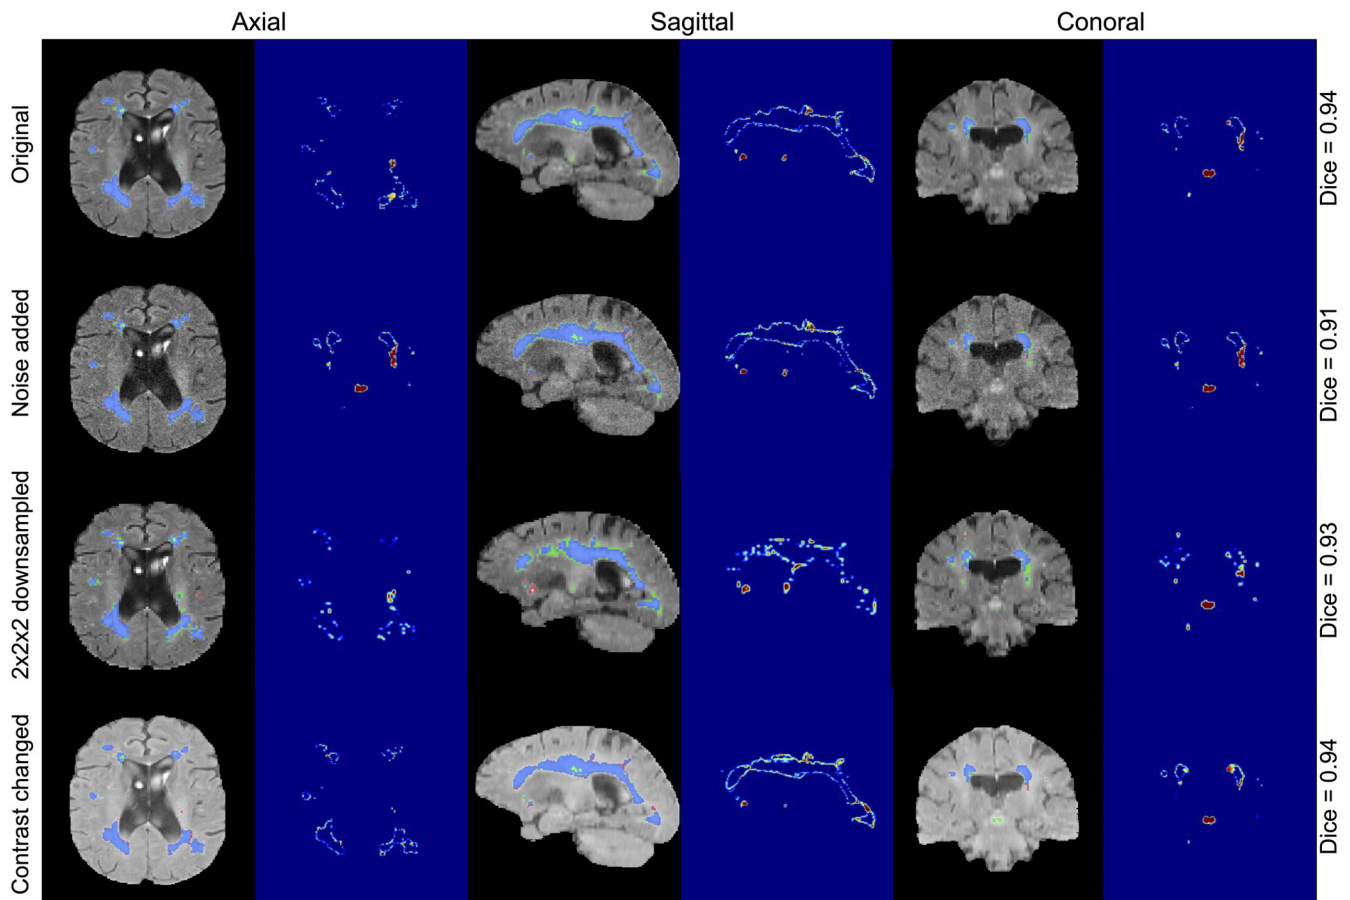 Axial
Sagittal
Conoral
Original
Dice = 0.94
Noise added
Dice = 0.91
2x2x2 downsampled
Dice = 0.93
Contrast changed
Dice = 0.94